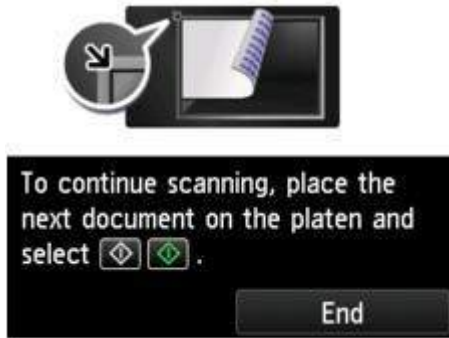 To continue scanning, place the
next document on the platen and
select .
End